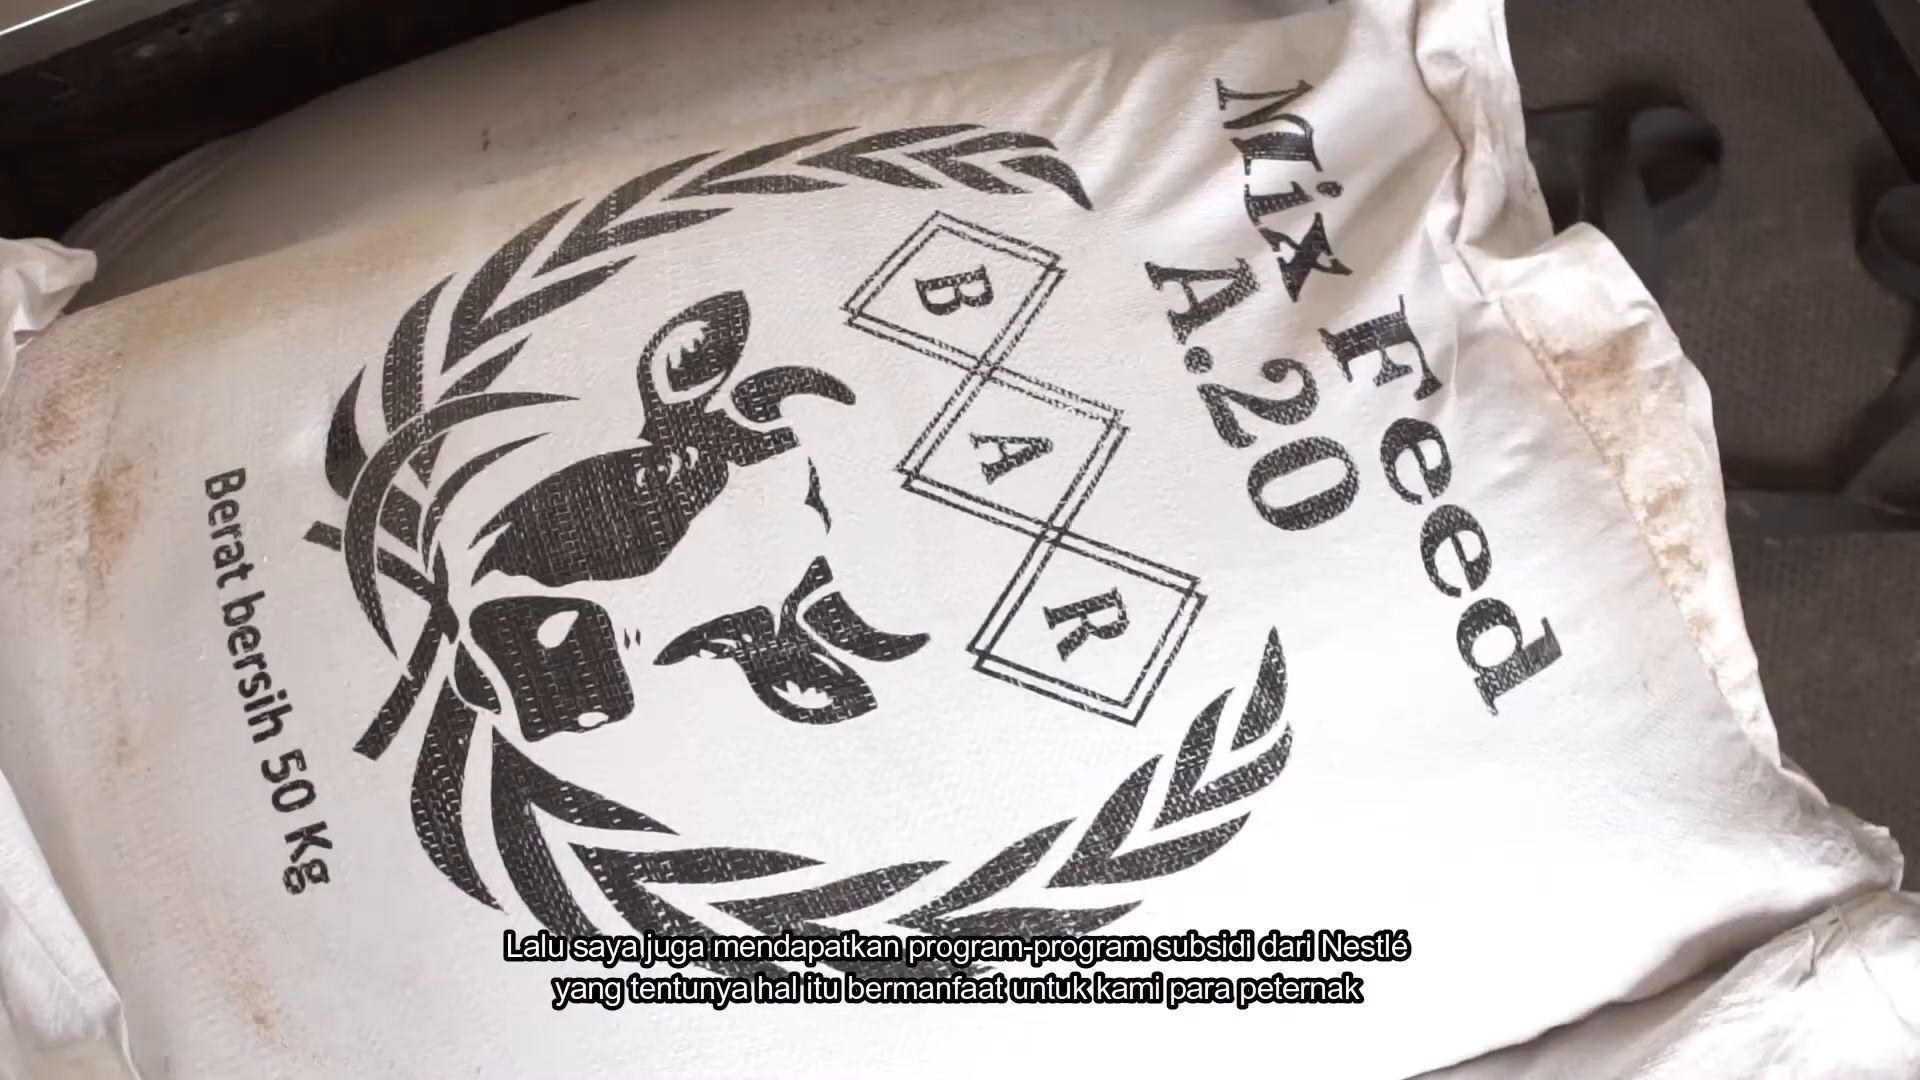 Mix Feed
A.20
B A R
Berat bersih 50 Kg
Lalu saya juga mendapatkan program-program subsidi dari Nestlé
yang tentunya hal itu bermanfaat untuk kami para peternak